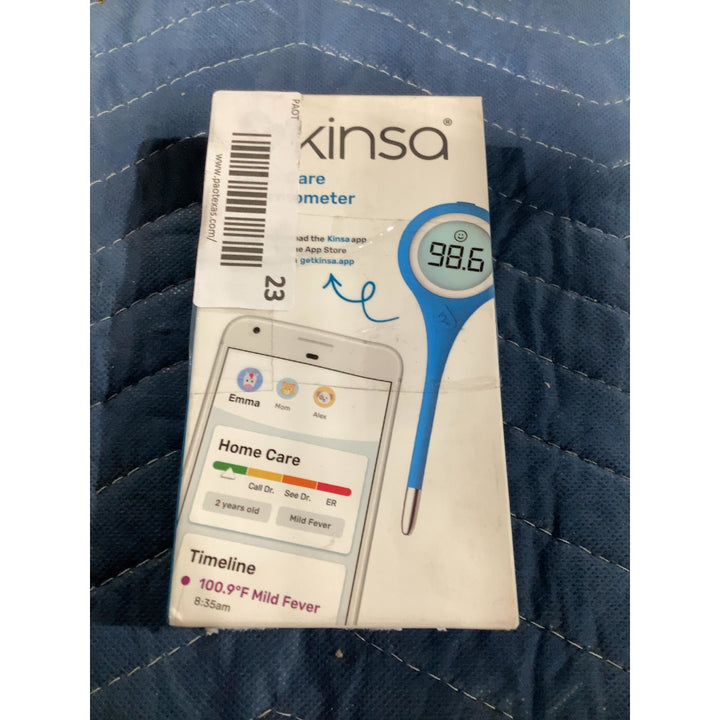 PAOT
www.paotexas.com/
23
kinsa®
are
ometer
the Kinsa app
App Store
getkinsa.app
98.6
Emma
Mom
Alex
Home Care
Call Dr. See Dr. ER
2 years old Mild Fever
Timeline
100.9°F Mild Fever
8:35am